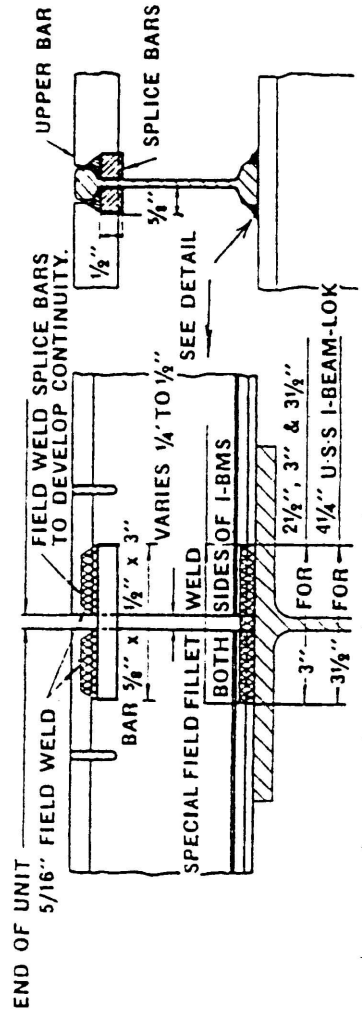 END OF UNIT
5/16" FIELD WELD
FIELD WELD SPLICE BARS
TO DEVELOP CONTINUITY.
BAR 5/8" x 1/2" x 3"
VARIES 1/4' TO 1/2"
SPECIAL FIELD FILLET WELD
BOTH SIDES OF I-BMS
3" FOR 2 1/2", 3" & 3 1/2"
3 1/2" FOR 4 1/4" U·S·S I-BEAM-LOK
SEE DETAIL
1/2"
5/8"
UPPER BAR
SPLICE BARS